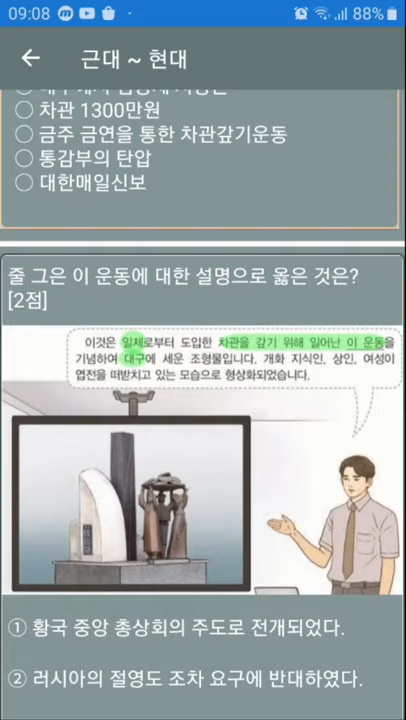 09:08
88%
근대 ~ 현대
○ 차관 1300만원
○ 금주 금연을 통한 차관갚기운동
○ 통감부의 탄압
○ 대한매일신보
줄 그은 이 운동에 대한 설명으로 옳은 것은?
[2점]
이것은 일제로부터 도입한 차관을 갚기 위해 일어난 이 운동을
기념하여 대구에 세운 조형물입니다. 개화 지식인, 상인, 여성이
엽전을 떠받치고 있는 모습으로 형상화되었습니다.
① 황국 중앙 총상회의 주도로 전개되었다.
② 러시아의 절영도 조차 요구에 반대하였다.